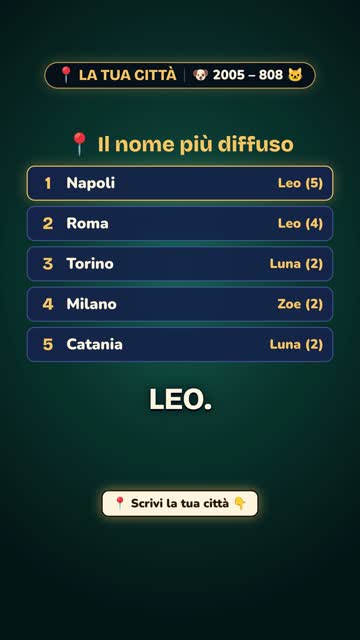 📍 LA TUA CITTÀ | 🐶 2005 – 808 🐱
📍 Il nome più diffuso
1 Napoli Leo (5)
2 Roma Leo (4)
3 Torino Luna (2)
4 Milano Zoe (2)
5 Catania Luna (2)
LEO.
📍 Scrivi la tua città 👇